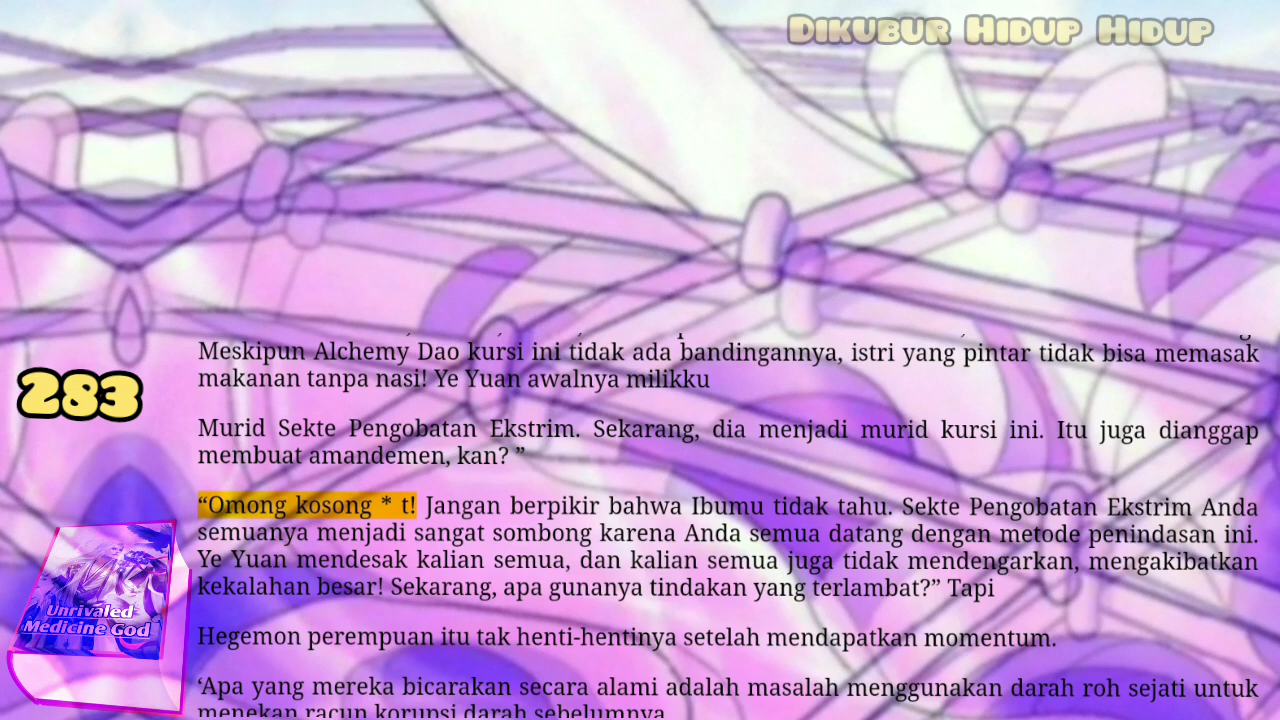 Dikubur Hidup Hidup
Meskipun Alchemy Dao kursi ini tidak ada bandingannya, istri yang pintar tidak bisa memasak
makanan tanpa nasi! Ye Yuan awalnya milikku
283
Murid Sekte Pengobatan Ekstrim. Sekarang, dia menjadi murid kursi ini. Itu juga dianggap
membuat amandemen, kan? ”
“Omong kosong * t! Jangan berpikir bahwa Ibumu tidak tahu. Sekte Pengobatan Ekstrim Anda
semuanya menjadi sangat sombong karena Anda semua datang dengan metode penindasan ini.
Ye Yuan mendesak kalian semua, dan kalian semua juga tidak mendengarkan, mengakibatkan
kekalahan besar! Sekarang, apa gunanya tindakan yang terlambat?” Tapi
Unrivaled
Medicine God
Hegemon perempuan itu tak henti-hentinya setelah mendapatkan momentum.
‘Apa yang mereka bicarakan secara alami adalah masalah menggunakan darah roh sejati untuk
menekan racun korupsi darah sebelumnya